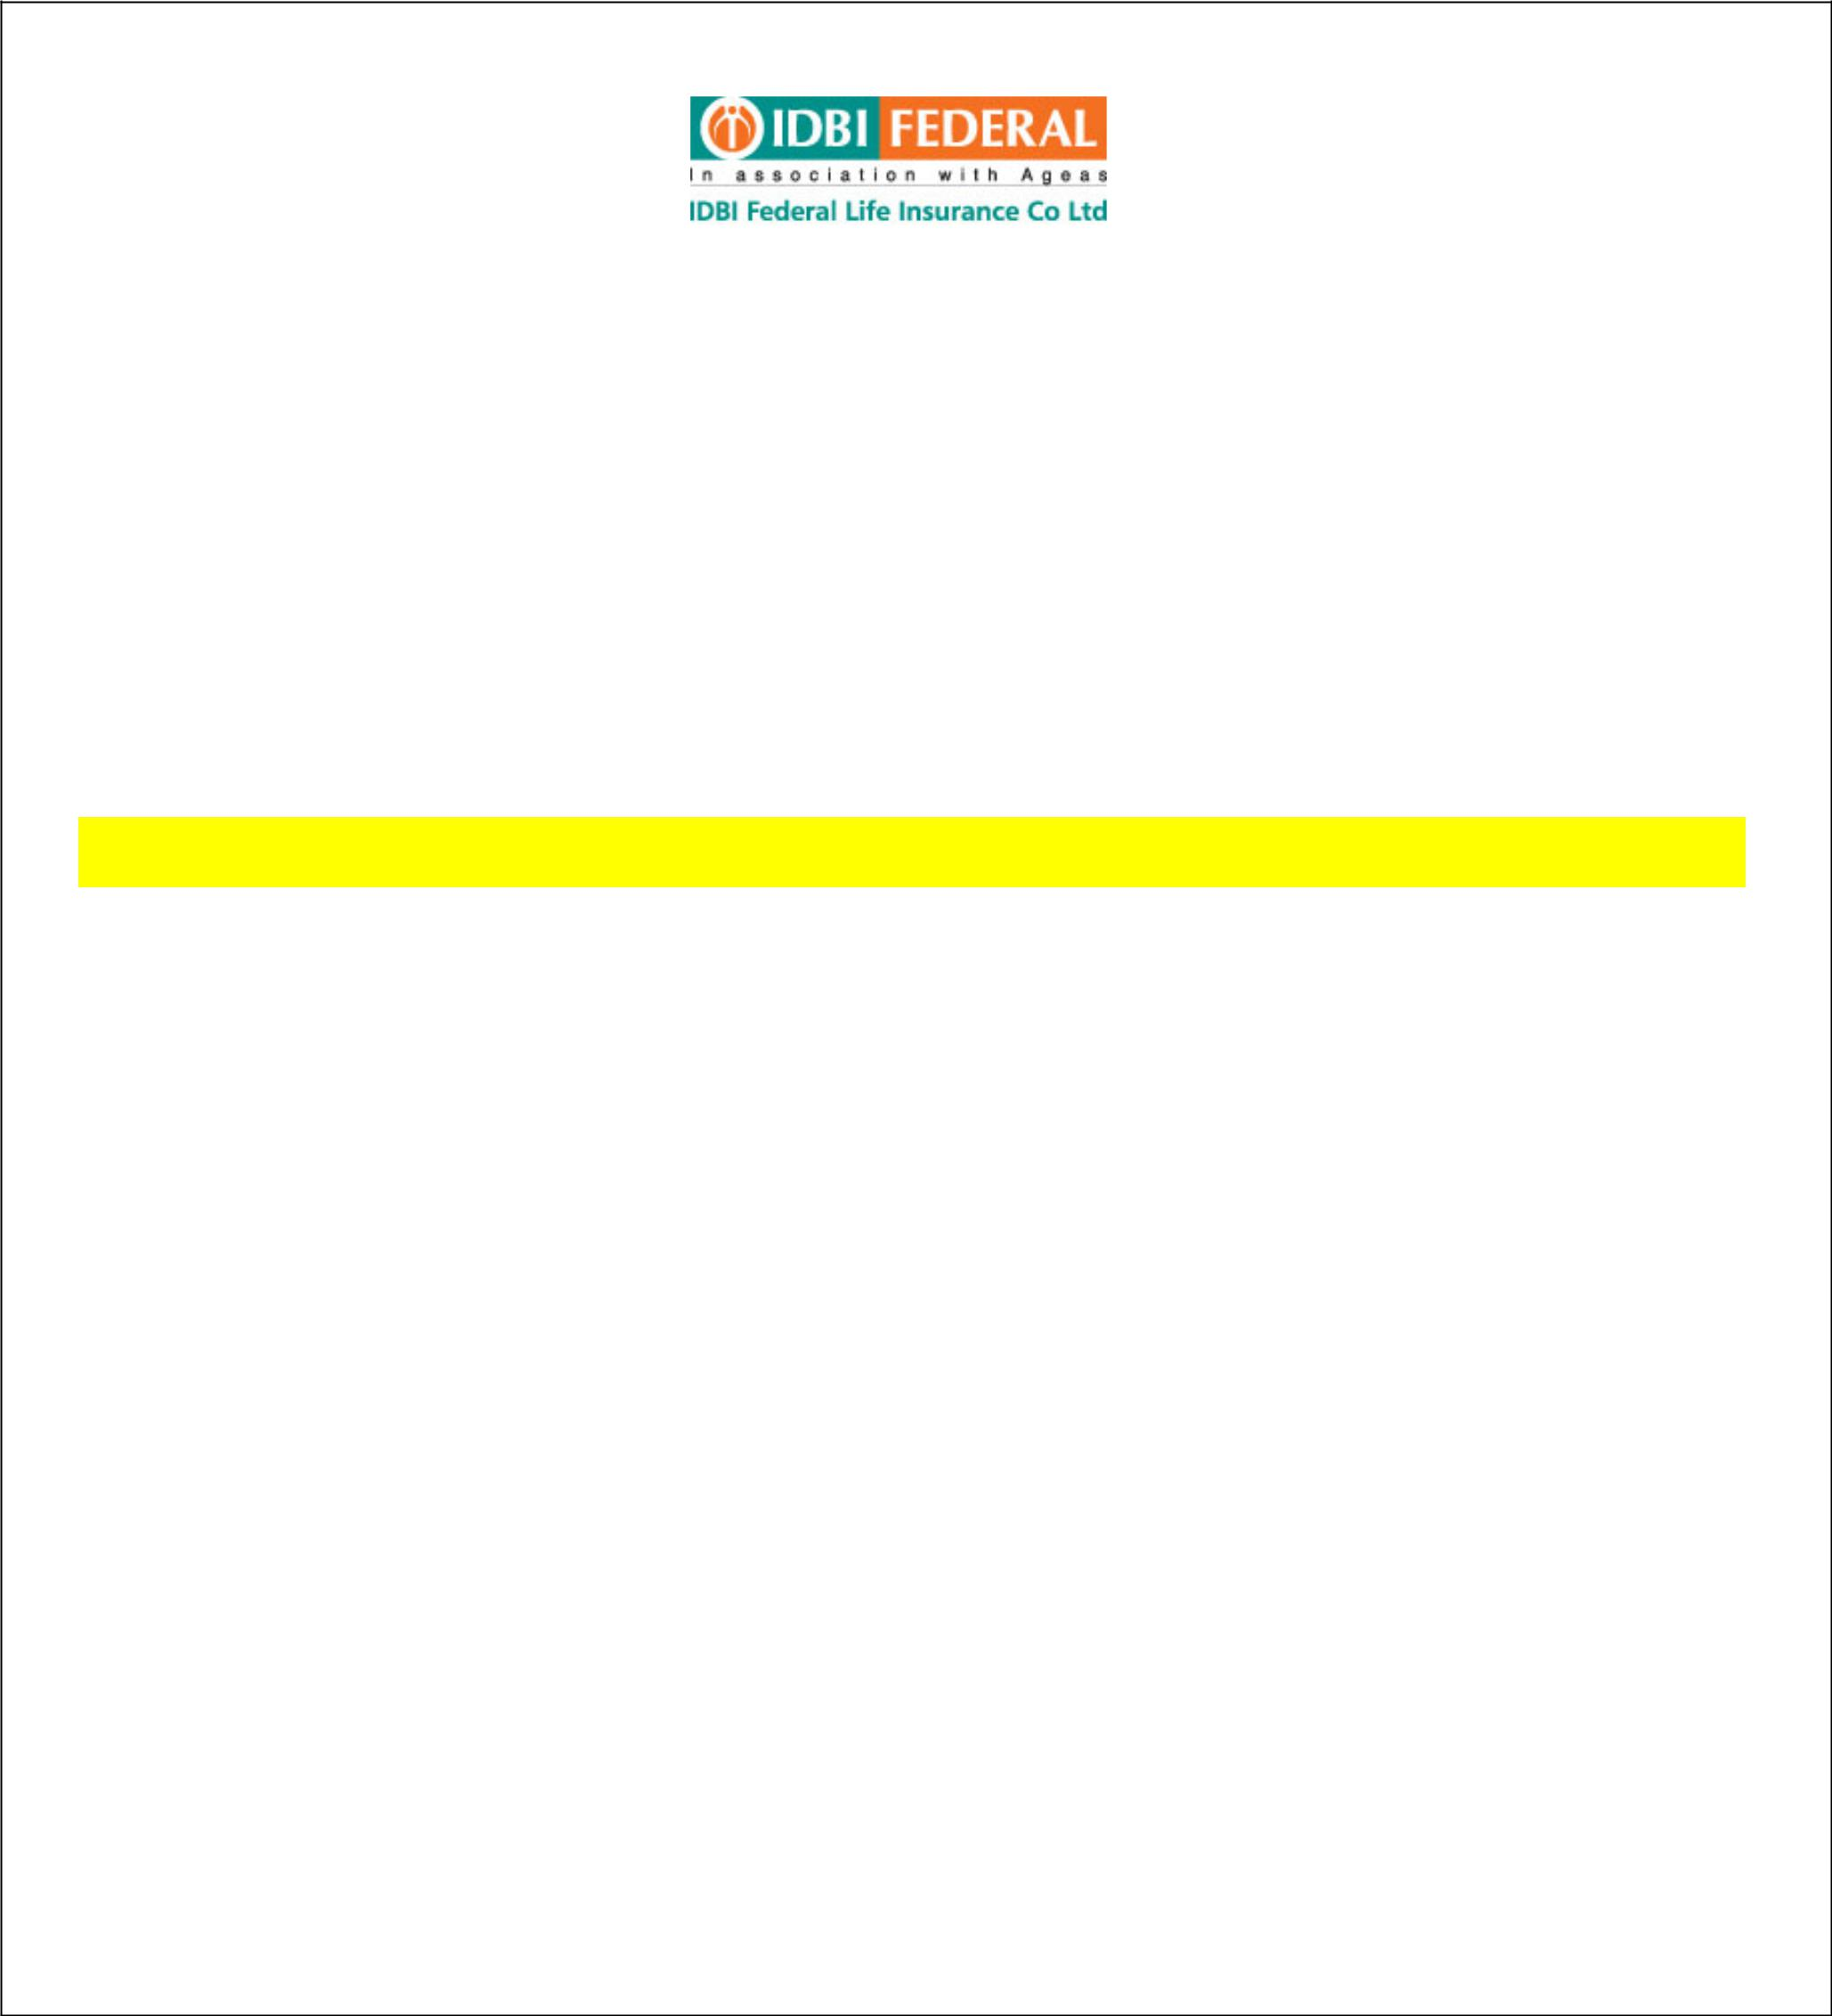 IDBI FEDERAL
In association with Ageas
IDBI Federal Life Insurance Co Ltd